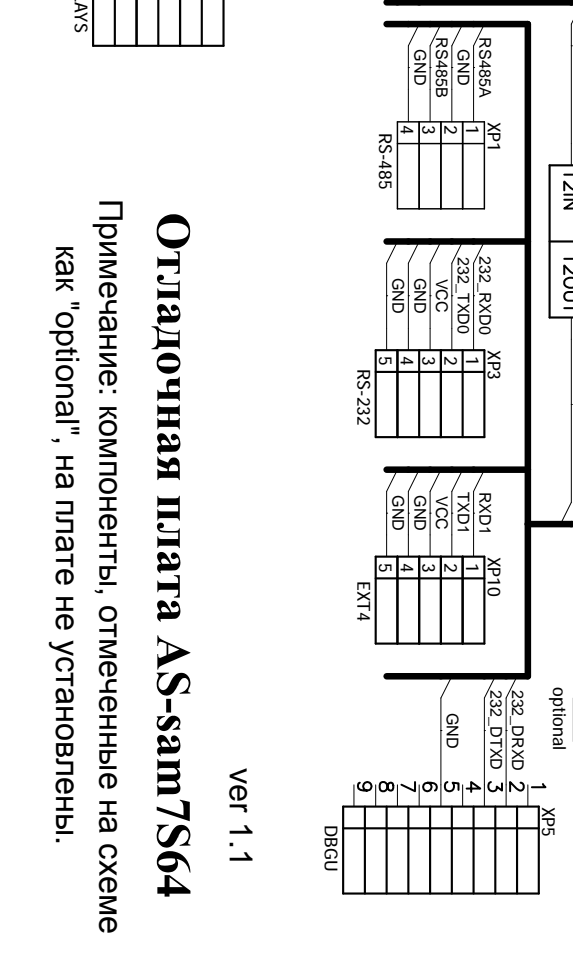 RS485A
GND
RS485B
GND
XP1
1
2
3
4
RS-485
232_RXD0
232_TXD0
VCC
GND
GND
XP3
1
2
3
4
5
RS-232
RXD1
TXD1
VCC
GND
GND
XP10
1
2
3
4
5
EXT4
optional
232_DRXD
232_DTXD
GND
XP5
1
2
3
4
5
6
7
8
9
DBGU
ver 1.1
Отладочная плата AS-sam7S64
Примечание: компоненты, отмеченные на схеме
как "optional", на плате не установлены.